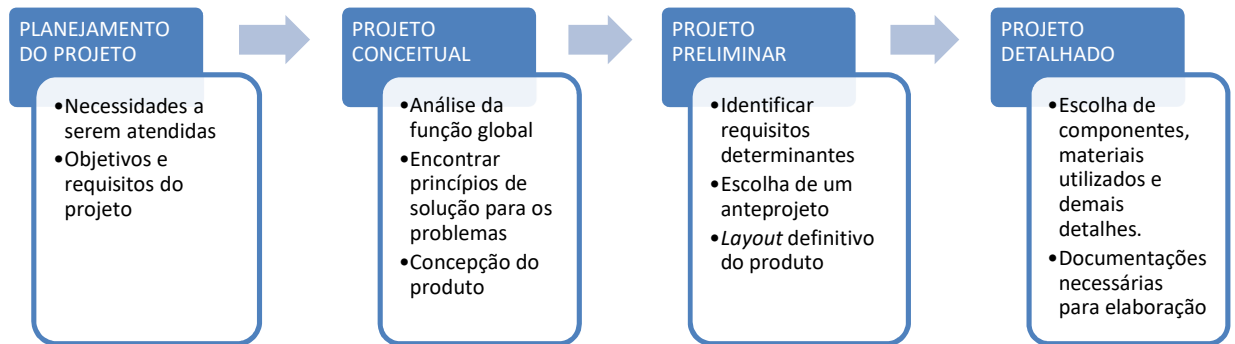 PLANEJAMENTO
DO PROJETO
•Necessidades a
serem atendidas
•Objetivos e
requisitos do
projeto
PROJETO
CONCEITUAL
•Análise da
função global
•Encontrar
princípios de
solução para os
problemas
•Concepção do
produto
PROJETO
PRELIMINAR
•Identificar
requisitos
determinantes
•Escolha de um
anteprojeto
•Layout definitivo
do produto
PROJETO
DETALHADO
•Escolha de
componentes,
materiais
utilizados e
demais
detalhes.
•Documentações
necessárias
para elaboração